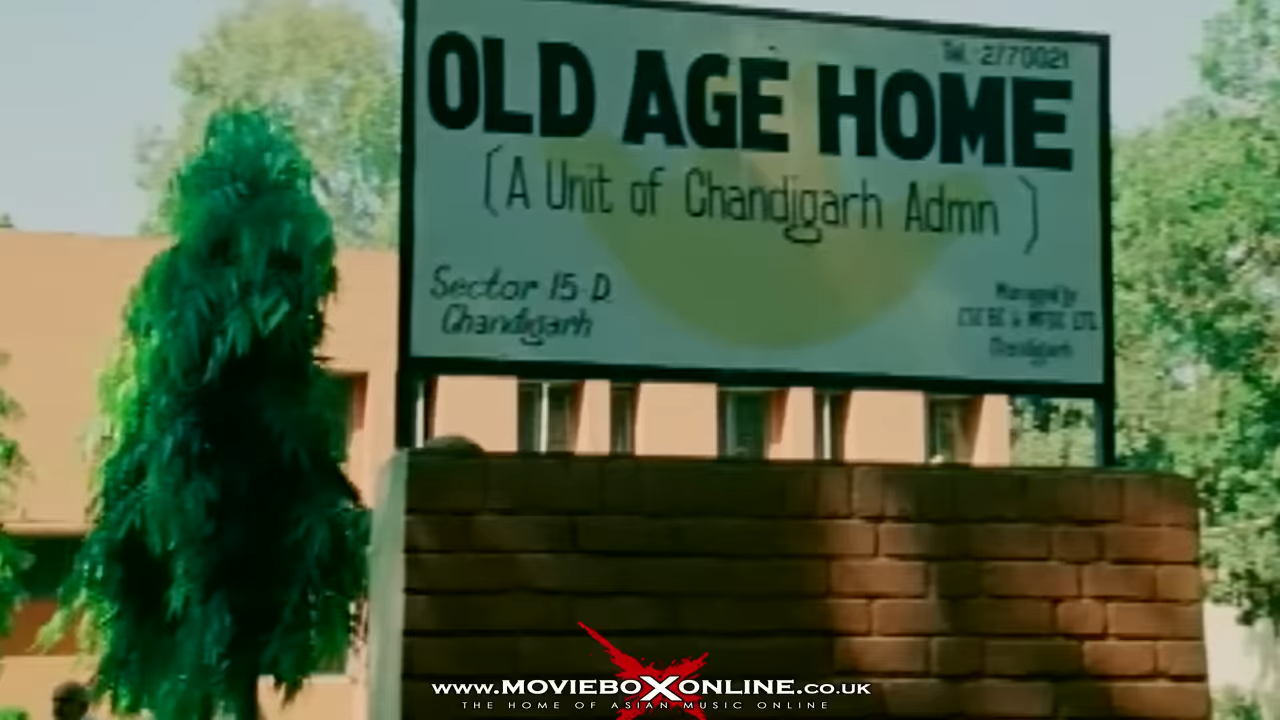 Tel. : 2770021
OLD AGE HOME
(A Unit of Chandigarh Admn )
Sector 15-D
Chandigarh
Managed by
Chandigarh
www.MOVIEBOXONLINE.co.uk
THE HOME OF ASIAN MUSIC ONLINE